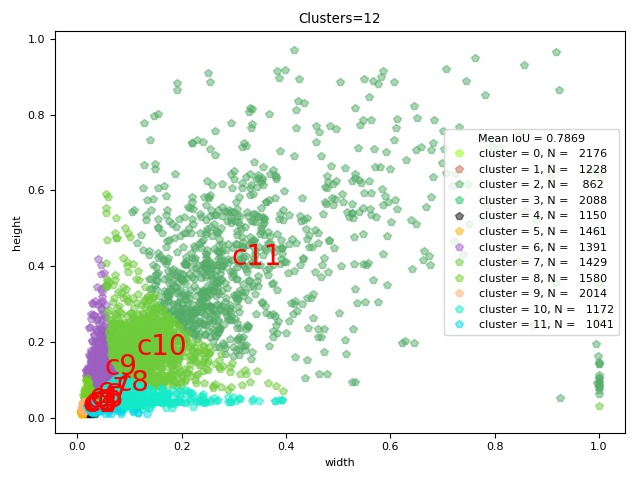 Clusters=12
1.0
0.8
0.6
0.4
0.2
0.0
height
Mean IoU = 0.7869
cluster = 0, N = 2176
cluster = 1, N = 1228
cluster = 2, N = 862
cluster = 3, N = 2088
cluster = 4, N = 1150
cluster = 5, N = 1461
cluster = 6, N = 1391
cluster = 7, N = 1429
cluster = 8, N = 1580
cluster = 9, N = 2014
cluster = 10, N = 1172
cluster = 11, N = 1041
c11
c10
c9
c8
0.0
0.2
0.4
0.6
0.8
1.0
width